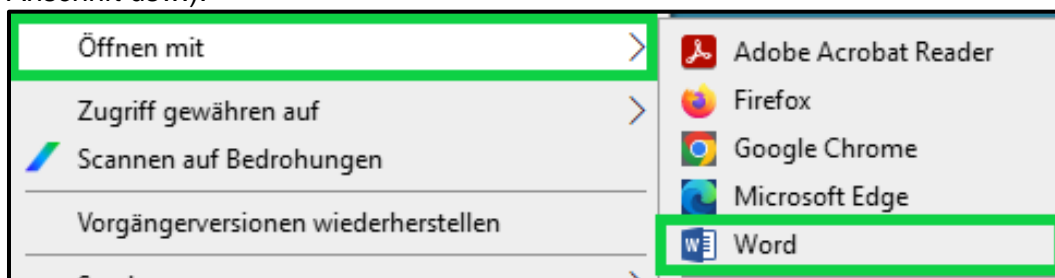 Öffnen mit
Zugriff gewähren auf
Scannen auf Bedrohungen
Vorgängerversionen wiederherstellen
Adobe Acrobat Reader
Firefox
Google Chrome
Microsoft Edge
Word